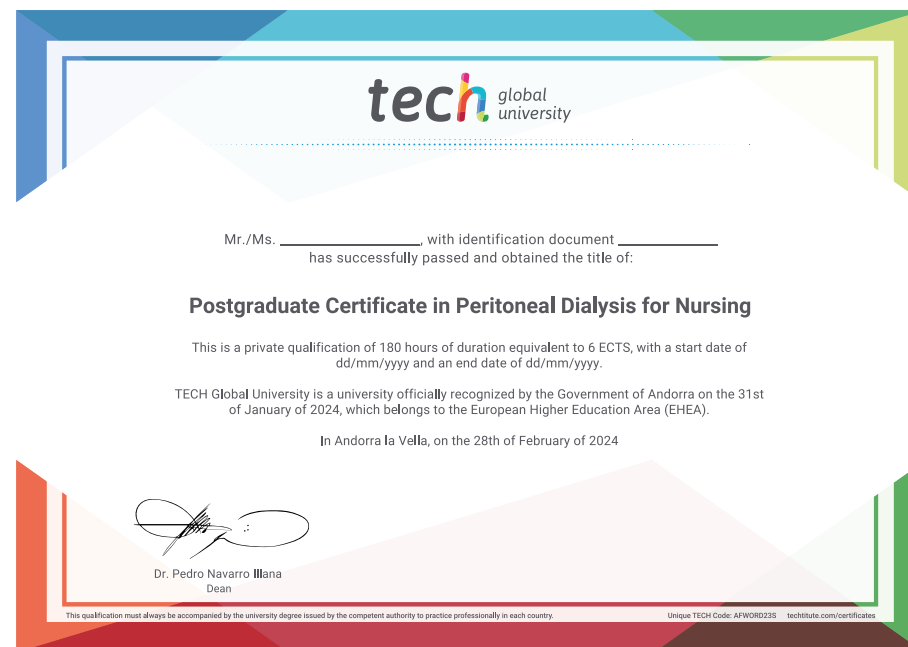 tech global
university
Mr./Ms. ____________, with identification document ____________
has successfully passed and obtained the title of:
Postgraduate Certificate in Peritoneal Dialysis for Nursing
This is a private qualification of 180 hours of duration equivalent to 6 ECTS, with a start date of
dd/mm/yyyy and an end date of dd/mm/yyyy.
TECH Global University is a university officially recognized by the Government of Andorra on the 31st
of January of 2024, which belongs to the European Higher Education Area (EHEA).
In Andorra la Vella, on the 28th of February of 2024
Dr. Pedro Navarro Illana
Dean
This qualification must always be accompanied by the university degree issued by the competent authority to practice professionally in each country. Unique TECH Code: AFWORD23S techtitute.com/certificates